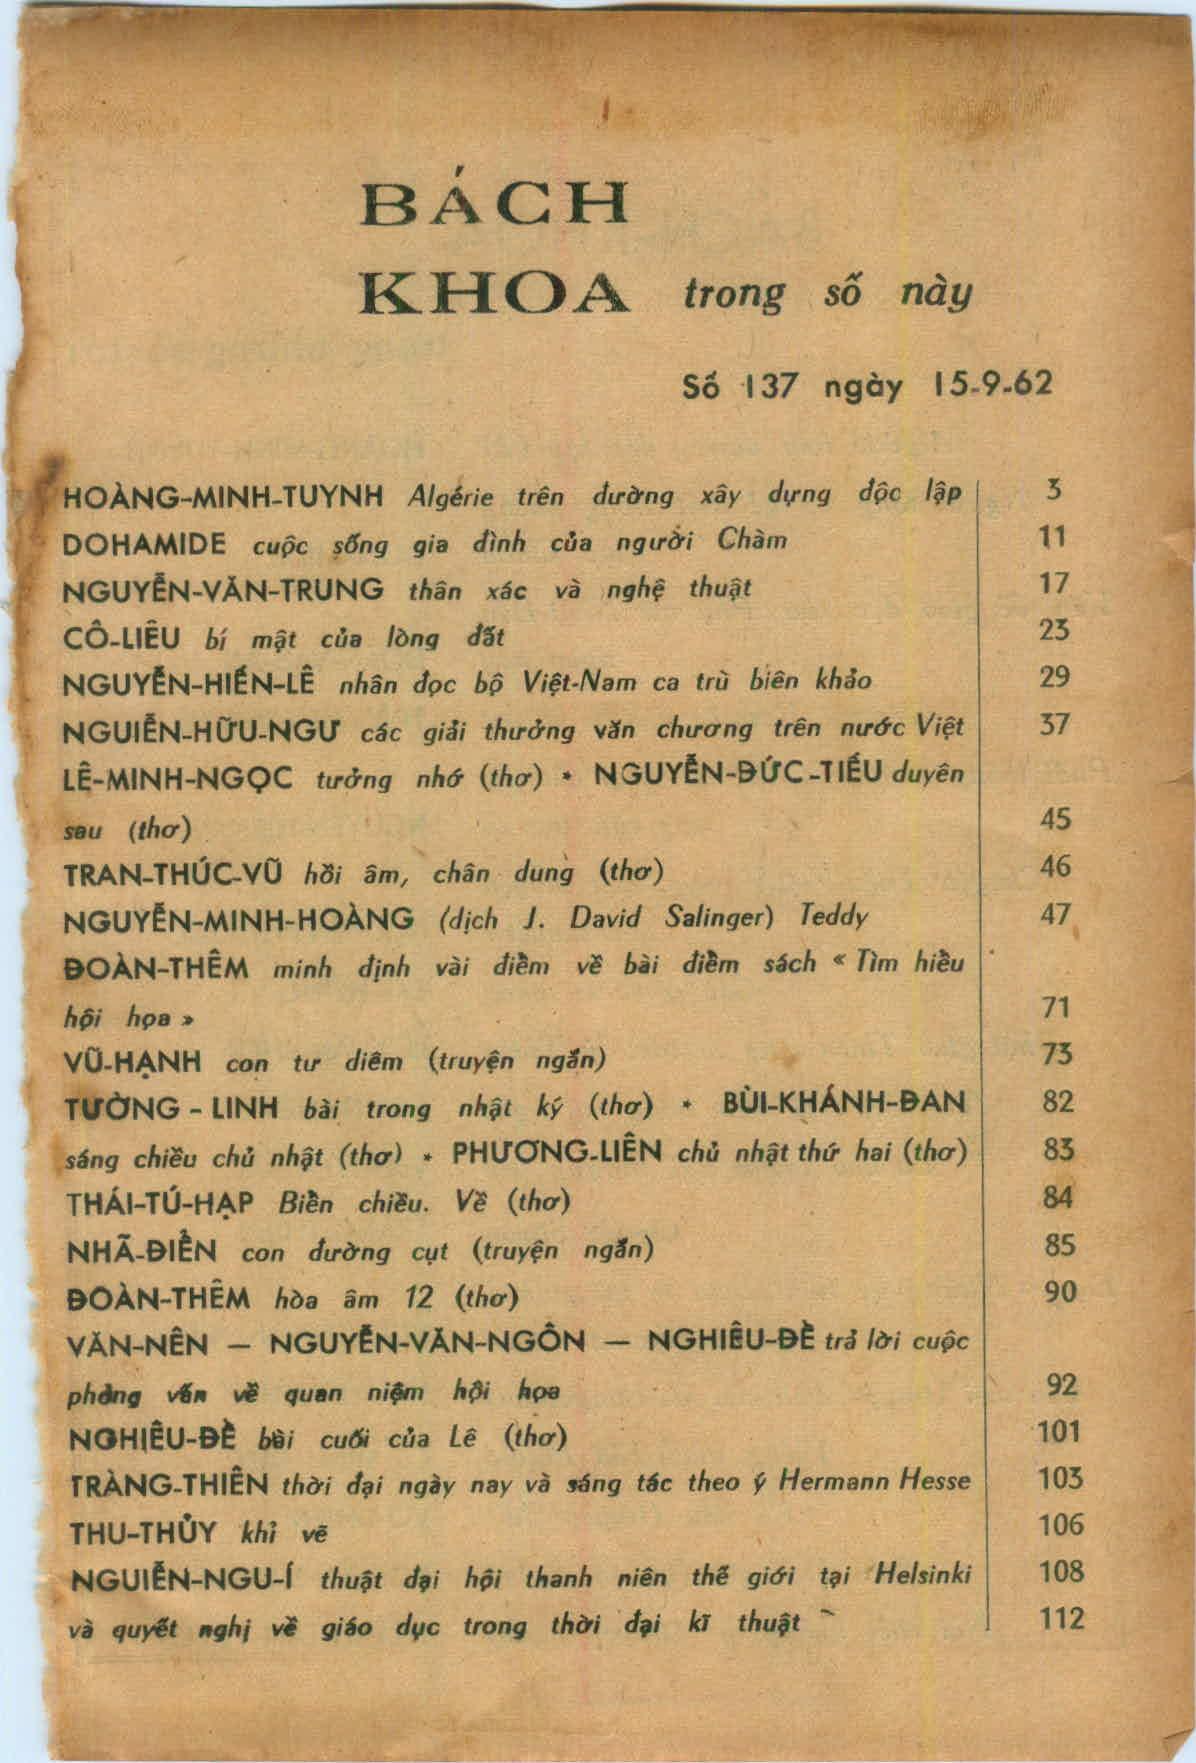 BÁCH
KHOA trong số này
Số 137 ngày 15-9-62
HOÀNG-MINH-TUYNH Algérie trên đường xây dựng độc lập 3
DOHAMIDE cuộc sống gia đình của người Chàm 11
NGUYỄN-VĂN-TRUNG thân xác và nghệ thuật 17
CÔ-LIÊU bí mật của lòng đất 23
NGUYỄN-HIẾN-LÊ nhân đọc bộ Việt-Nam ca trù biên khảo 29
NGUIỄN-HỮU-NGƯ các giải thưởng văn chương trên nước Việt 37
LÊ-MINH-NGỌC tưởng nhớ (thơ) * NGUYỄN-ĐỨC-TIẾU duyên
sau (thơ) 45
TRAN-THÚC-VŨ hồi âm, chân dung (thơ) 46
NGUYỄN-MINH-HOÀNG (dịch J. David Salinger) Teddy 47
ĐOÀN-THÊM minh định vài điểm về bài điểm sách « Tìm hiểu
hội họa » 71
VŨ-HẠNH con tư diêm (truyện ngắn) 73
TƯỜNG - LINH bài trong nhật ký (thơ) * BÙI-KHÁNH-ĐAN 82
sáng chiều chủ nhật (thơ) * PHƯƠNG-LIÊN chủ nhật thứ hai (thơ) 83
THÁI-TÚ-HẠP Biển chiều. Về (thơ) 84
NHÃ-ĐIỂN con đường cụt (truyện ngắn) 85
ĐOÀN-THÊM hòa âm 12 (thơ) 90
VĂN-NÊN — NGUYỄN-VĂN-NGÔN — NGHIÊU-ĐỀ trả lời cuộc
phỏng vấn về quan niệm hội họa 92
NGHIÊU-ĐỀ bài cuối của Lê (thơ) 101
TRÀNG-THIÊN thời đại ngày nay và sáng tác theo ý Hermann Hesse 103
THU-THỦY khỉ vẽ 106
NGUIỄN-NGU-Í thuật đại hội thanh niên thế giới tại Helsinki 108
và quyết nghị về giáo dục trong thời đại kĩ thuật 112